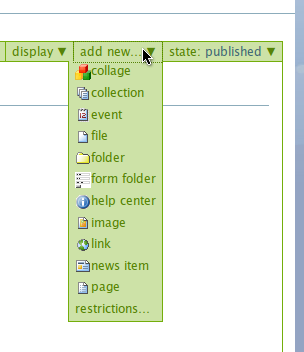 display ▼ add new...▼ state: published ▼
collage
collection
event
file
folder
form folder
help center
image
link
news item
page
restrictions...